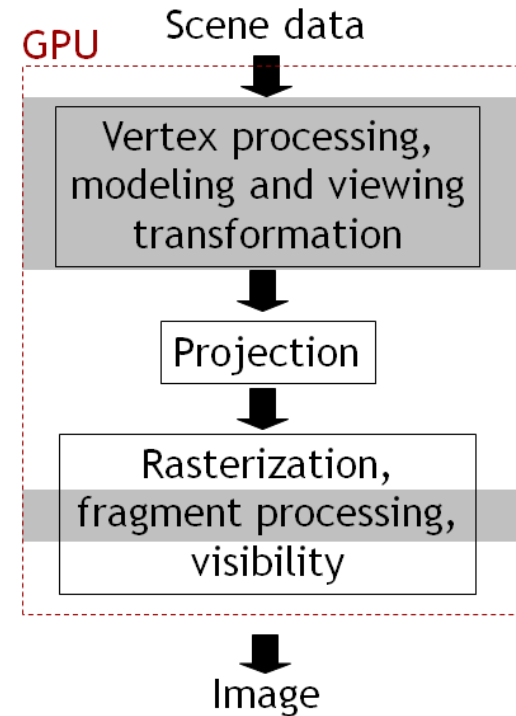 Scene data
GPU
Vertex processing,
modeling and viewing
transformation
Projection
Rasterization,
fragment processing,
visibility
Image